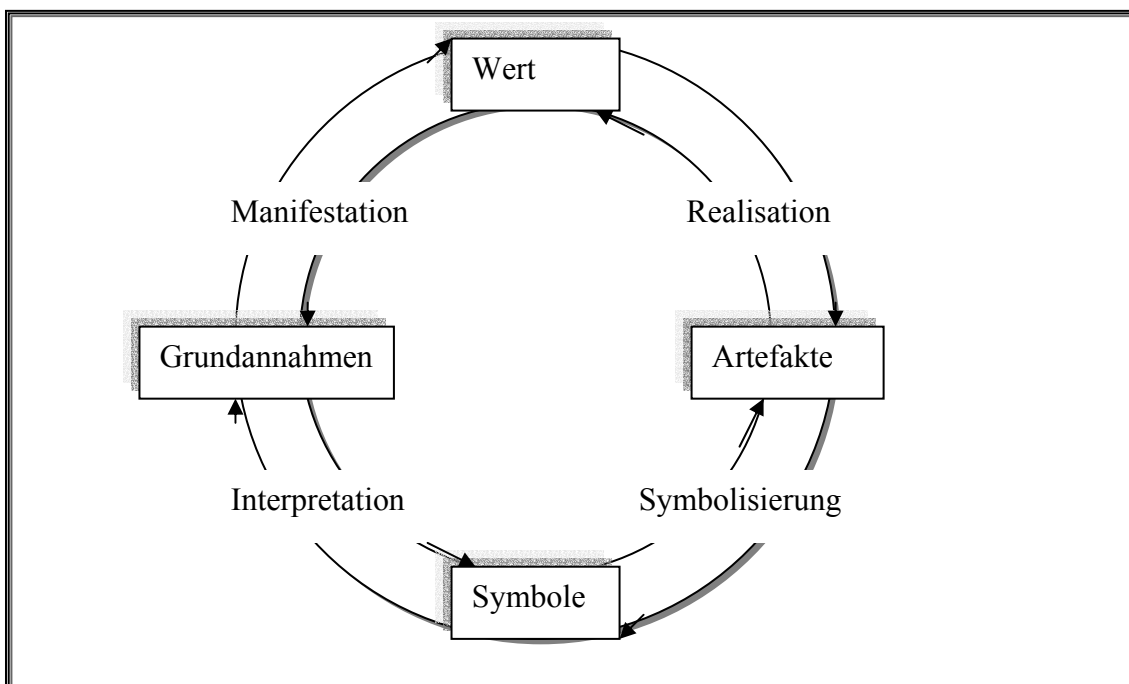 Wert
Manifestation
Realisation
Grundannahmen
Artefakte
Interpretation
Symbolisierung
Symbole